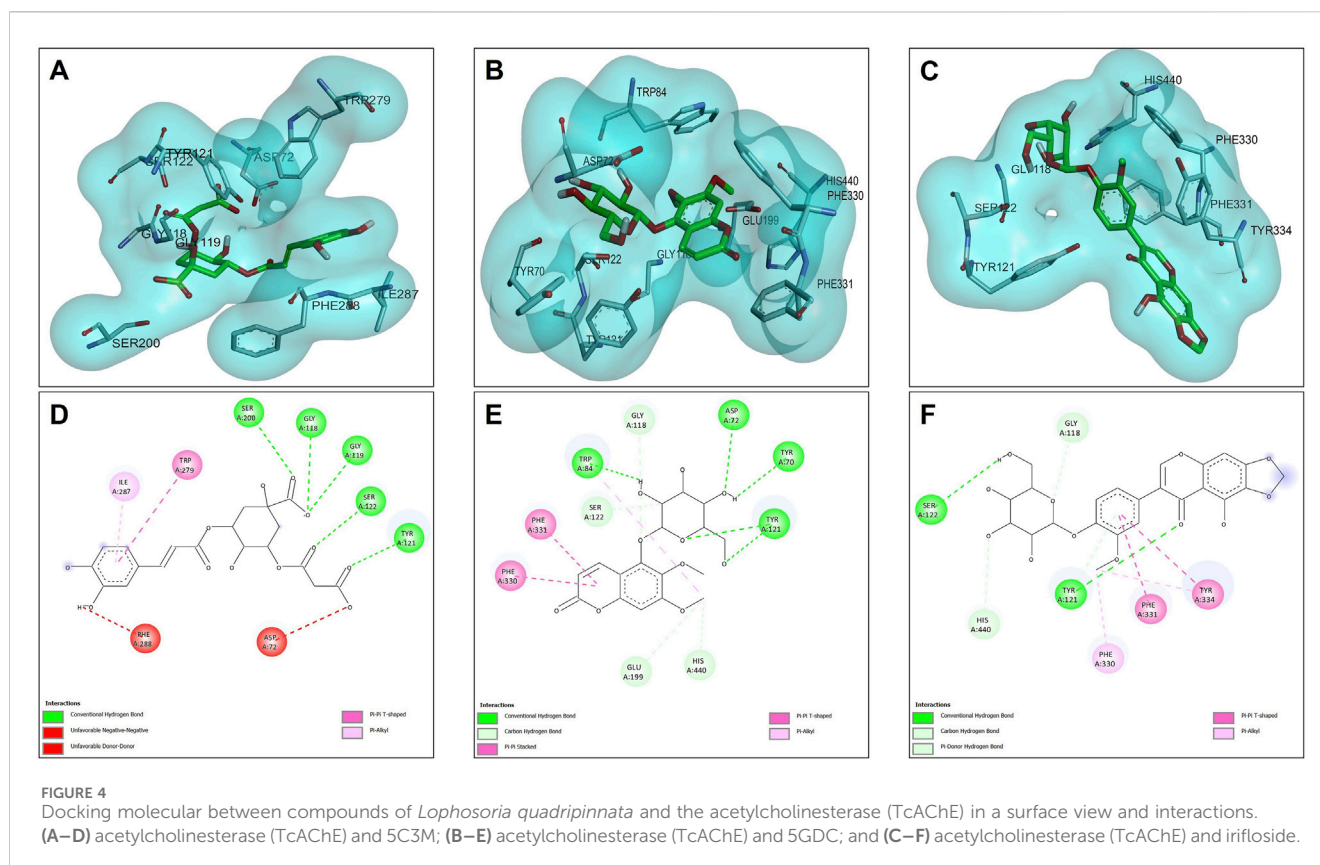 A
TRP279
TYR121
SER122
ASP72
GLY118
GLY119
PHE288
ILE287
SER200
B
TRP84
ASP72
HIS440
PHE330
GLU199
TYR70
SER122
PHE331
C
HIS440
PHE330
GLY118
PHE331
SER122
TYR334
TYR121
D
SER
A:200
GLY
A:118
GLY
A:119
TRP
A:279
ILE
A:287
SER
A:122
TYR
A:121
PHE
A:288
ASP
A:72
Interactions
Conventional Hydrogen Bond
Unfavorable Negative-Negative
Unfavorable Donor-Donor
Pi-Pi T-shaped
Pi-Alkyl
E
GLY
A:118
ASP
A:72
TRP
A:84
TYR
A:70
SER
A:122
TYR
A:121
PHE
A:331
PHE
A:330
GLU
A:199
HIS
A:440
Interactions
Conventional Hydrogen Bond
Carbon Hydrogen Bond
Pi-Pi Stacked
Pi-Pi T-shaped
Pi-Alkyl
F
GLY
A:118
SER
A:122
TYR
A:121
TYR
A:334
PHE
A:331
HIS
A:440
PHE
A:330
Interactions
Conventional Hydrogen Bond
Carbon Hydrogen Bond
Pi-Donor Hydrogen Bond
Pi-Pi T-shaped
Pi-Alkyl
FIGURE 4
Docking molecular between compounds of Lophosoria quadripinnata and the acetylcholinesterase (TcAChE) in a surface view and interactions.
(A–D) acetylcholinesterase (TcAChE) and 5C3M; (B–E) acetylcholinesterase (TcAChE) and 5GDC; and (C–F) acetylcholinesterase (TcAChE) and irifloside.